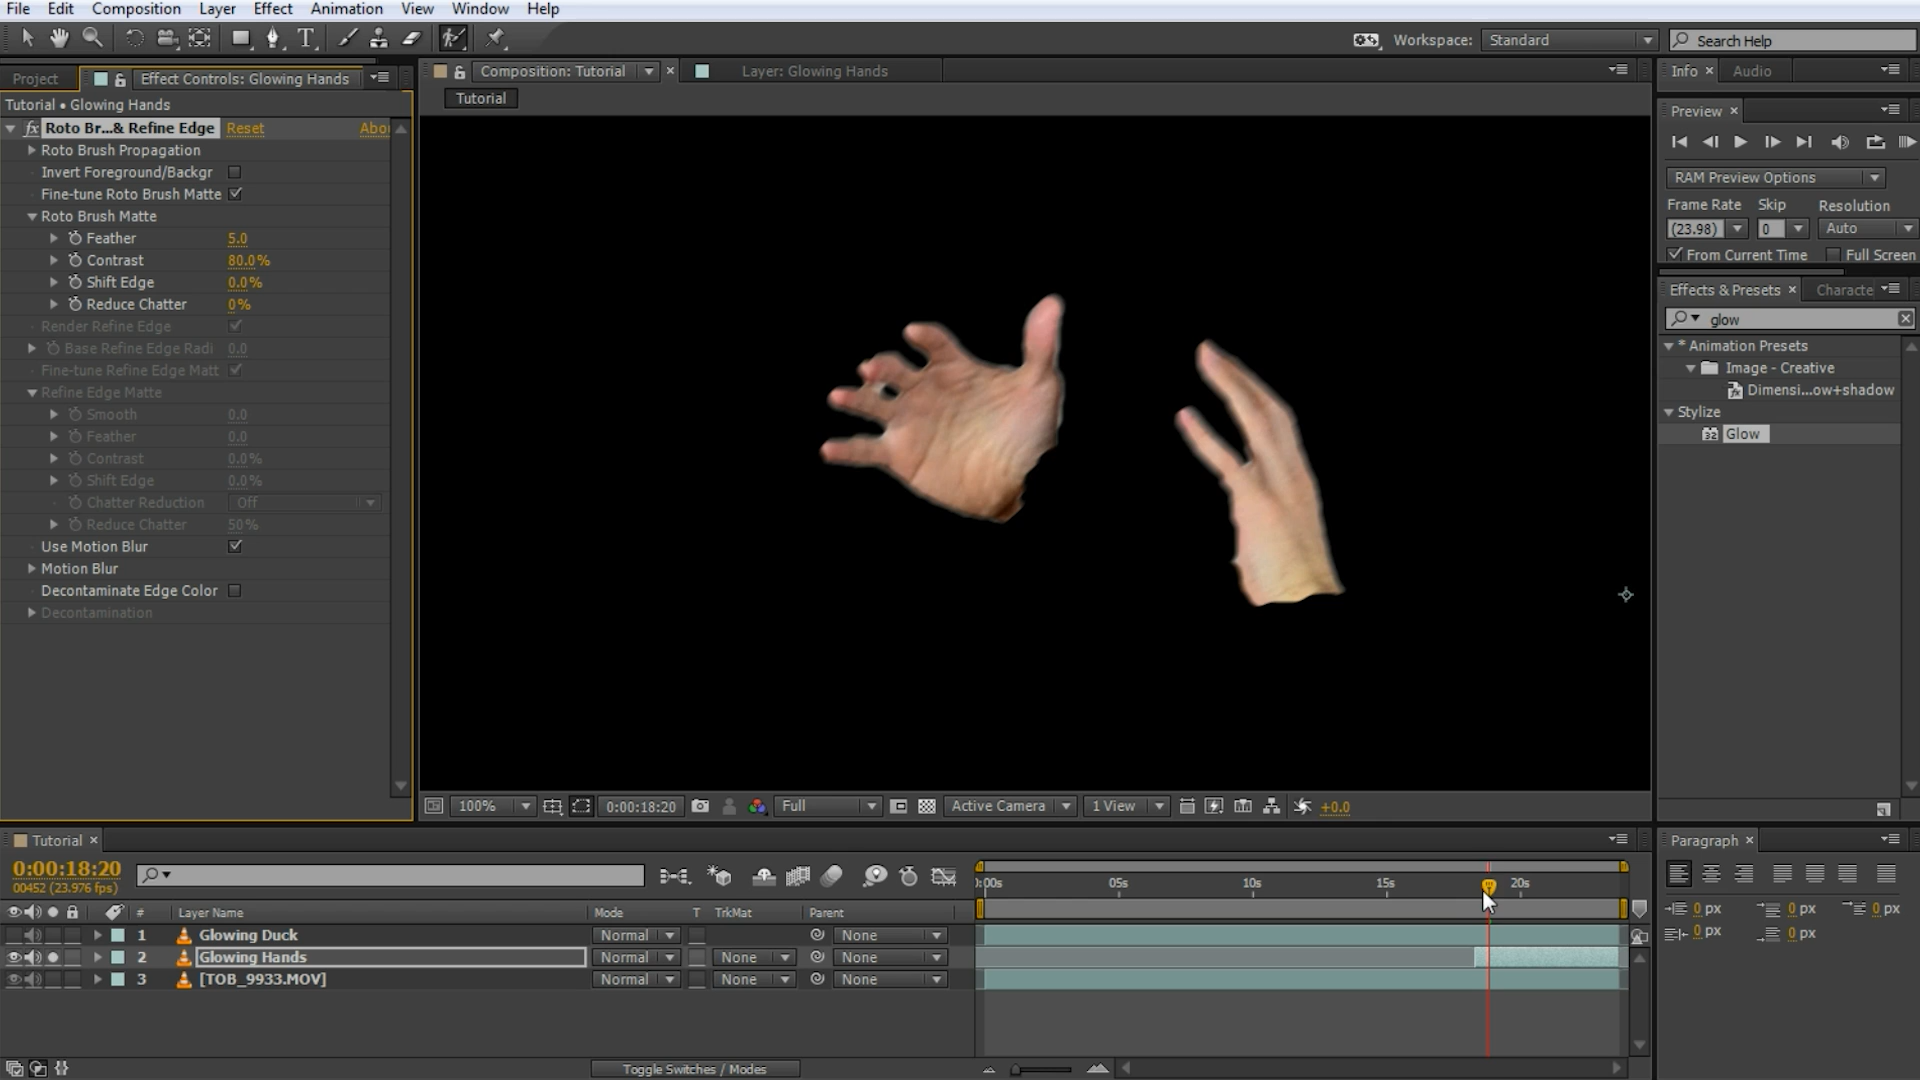 File Edit Composition Layer Effect Animation View Window Help
Workspace: Standard Search Help
Project Effect Controls: Glowing Hands
Tutorial • Glowing Hands
fx Roto Br...& Refine Edge Reset Abou
Roto Brush Propagation
Invert Foreground/Backgr
Fine-tune Roto Brush Matte
Roto Brush Matte
Feather 5.0
Contrast 80.0%
Shift Edge 0.0%
Reduce Chatter 0%
Render Refine Edge
Base Refine Edge Radi 0.0
Fine-tune Refine Edge Matt
Refine Edge Matte
Smooth 0.0
Feather 0.0
Contrast 0.0%
Shift Edge 0.0%
Chatter Reduction Off
Reduce Chatter 50%
Use Motion Blur
Motion Blur
Decontaminate Edge Color
Decontamination
Composition: Tutorial Layer: Glowing Hands
Tutorial
100% 0:00:18:20 Full Active Camera 1 View +0.0
Info Audio
Preview
RAM Preview Options
Frame Rate Skip Resolution
(23.98) 0 Auto
From Current Time Full Screen
Effects & Presets Characte
glow
* Animation Presets
Image - Creative
Dimensi...ow+shadow
Stylize
32 Glow
Tutorial
0:00:18:20
00452 (23.976 fps)
):00s 05s 10s 15s 20s
# Layer Name Mode T TrkMat Parent
1 Glowing Duck Normal None
2 Glowing Hands Normal None None
3 [TOB_9933.MOV] Normal None None
Toggle Switches / Modes
Paragraph
0 px 0 px 0 px
0 px 0 px